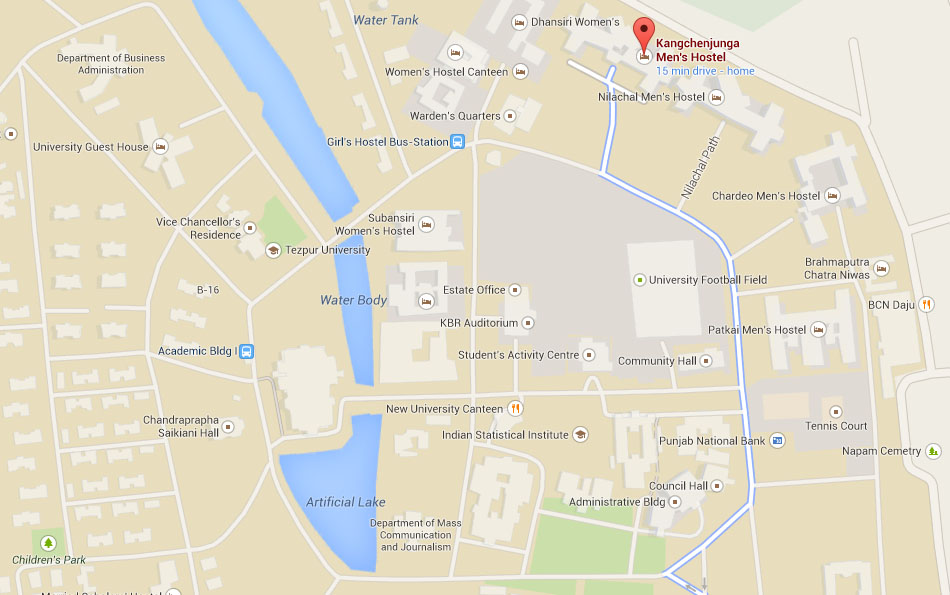 Water Tank
Dhansiri Women's
Kangchenjunga
Men's Hostel
15 min drive - home
Department of Business
Administration
Women's Hostel Canteen
Nilachal Men's Hostel
Warden's Quarters
Girl's Hostel Bus-Station
University Guest House
Nilachal Path
Chardeo Men's Hostel
Vice Chancellor's
Residence
Subansiri
Women's Hostel
Tezpur University
Brahmaputra
Chatra Niwas
University Football Field
B-16
Estate Office
Water Body
BCN Daju
KBR Auditorium
Patkai Men's Hostel
Academic Bldg I
Student's Activity Centre
Community Hall
New University Canteen
Chandraprapha
Saikiani Hall
Tennis Court
Indian Statistical Institute
Punjab National Bank
Napam Cemetry
Council Hall
Artificial Lake
Administrative Bldg
Department of Mass
Communication
and Journalism
Children's Park